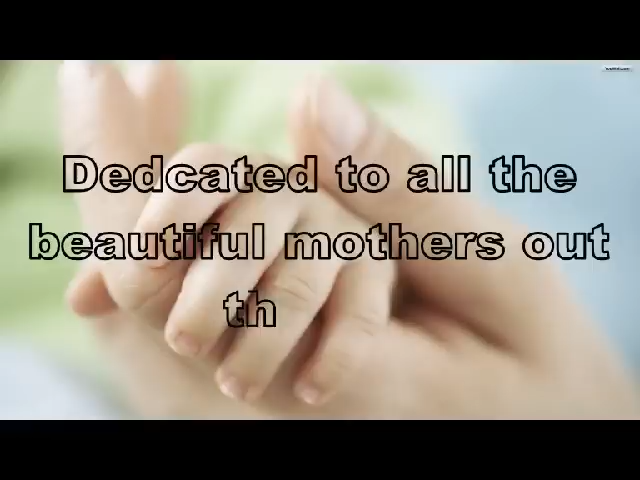 Dedcated to all the
beautiful mothers out
th